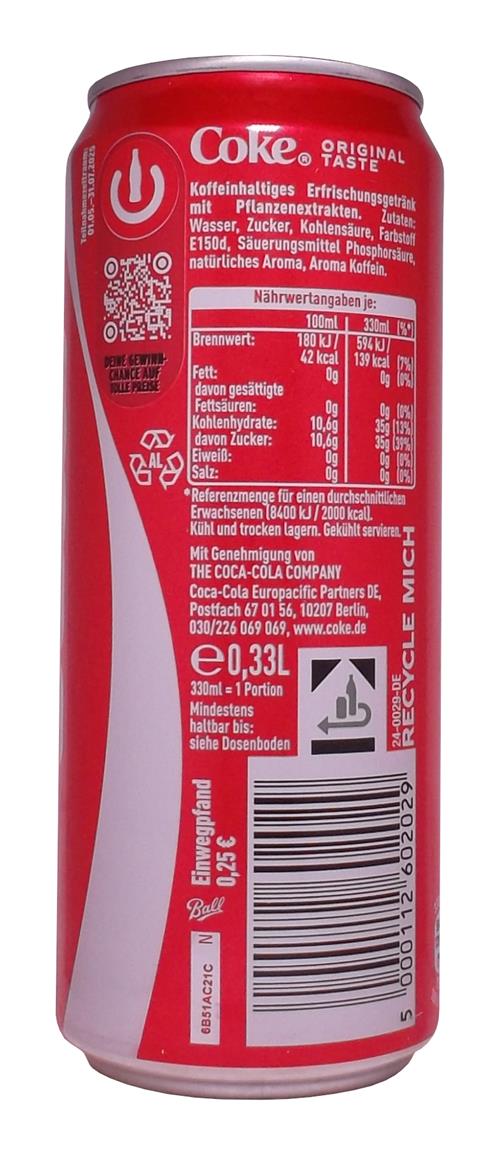 Teilnahmezeitraum:
01.05.–31.07.2025
DEINE GEWINN-
CHANCE AUF
TOLLE PREISE
AL
Coke® ORIGINAL
TASTE
Koffeinhaltiges Erfrischungsgetränk
mit Pflanzenextrakten. Zutaten:
Wasser, Zucker, Kohlensäure, Farbstoff
E150d, Säuerungsmittel Phosphorsäure,
natürliches Aroma, Aroma Koffein.
Nährwertangaben je:
100ml 330ml (%*)
Brennwert: 180 kJ / 594 kJ /
42 kcal 139 kcal (7%)
Fett: 0g 0g (0%)
davon gesättigte
Fettsäuren: 0g 0g (0%)
Kohlenhydrate: 10,6g 35g (13%)
davon Zucker: 10,6g 35g (39%)
Eiweiß: 0g 0g (0%)
Salz: 0g 0g (0%)
*Referenzmenge für einen durchschnittlichen
Erwachsenen (8400 kJ / 2000 kcal).
Kühl und trocken lagern. Gekühlt servieren.
Mit Genehmigung von
THE COCA-COLA COMPANY
Coca-Cola Europacific Partners DE,
Postfach 67 01 56, 10207 Berlin,
030/226 069 069, www.coke.de
e 0,33L
330ml = 1 Portion
Mindestens
haltbar bis:
siehe Dosenboden
24-0029-DE
RECYCLE MICH
Einwegpfand
0,25 €
Ball
6B51AC21C N
5 000112 602029